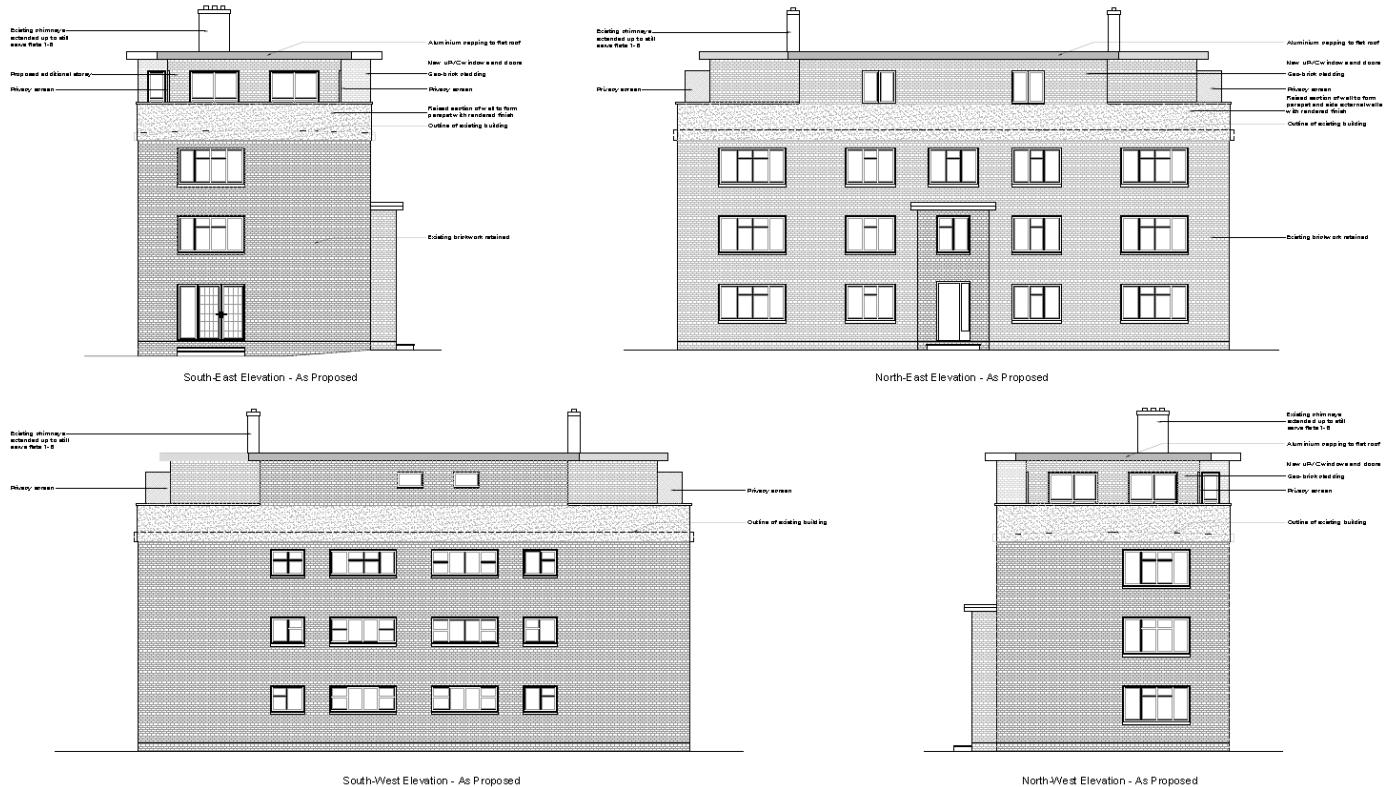 Existing chimneys
extended up to still
serve flats 1-6
Aluminium capping to flat roof
Proposed additional storey
New uPVC windows and doors
Geo-brick cladding
Privacy screen
Privacy screen
Raised section of wall to form
parapet with rendered finish
Outline of existing building
Existing brickwork retained
South-East Elevation - As Proposed
Existing chimneys
extended up to still
serve flats 1-6
Aluminium capping to flat roof
New uPVC windows and doors
Geo-brick cladding
Privacy screen
Privacy screen
Raised section of wall to form
parapet and side external walls
with rendered finish
Outline of existing building
Existing brickwork retained
North-East Elevation - As Proposed
Existing chimneys
extended up to still
serve flats 1-6
Privacy screen
Privacy screen
Outline of existing building
South-West Elevation - As Proposed
Existing chimneys
extended up to still
serve flats 1-6
Aluminium capping to flat roof
New uPVC windows and doors
Geo-brick cladding
Privacy screen
Outline of existing building
North-West Elevation - As Proposed